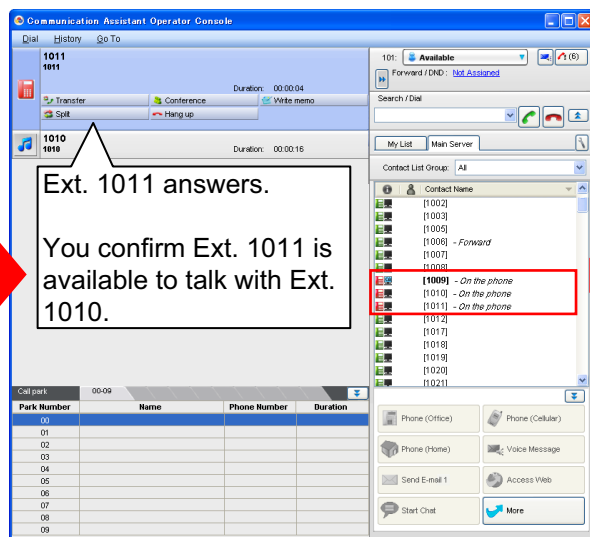 Communication Assistant Operator Console
Dial History Go To
1011
1011
Duration: 00:00:04
Transfer Conference Write memo
Split Hang up
1010
1010
Duration: 00:00:16
Ext. 1011 answers.
You confirm Ext. 1011 is
available to talk with Ext.
1010.
Call park 00-09
Park Number Name Phone Number Duration
00
01
02
03
04
05
06
07
08
09
101: Available (6)
Forward / DND : Not Assigned
Search / Dial
My List Main Server
Contact List Group: All
Contact Name
[1002]
[1003]
[1005]
[1006] - Forward
[1007]
[1008]
[1009] - On the phone
[1010] - On the phone
[1011] - On the phone
[1012]
[1017]
[1018]
[1019]
[1020]
[1021]
Phone (Office) Phone (Cellular)
Phone (Home) Voice Message
Send E-mail 1 Access Web
Start Chat More